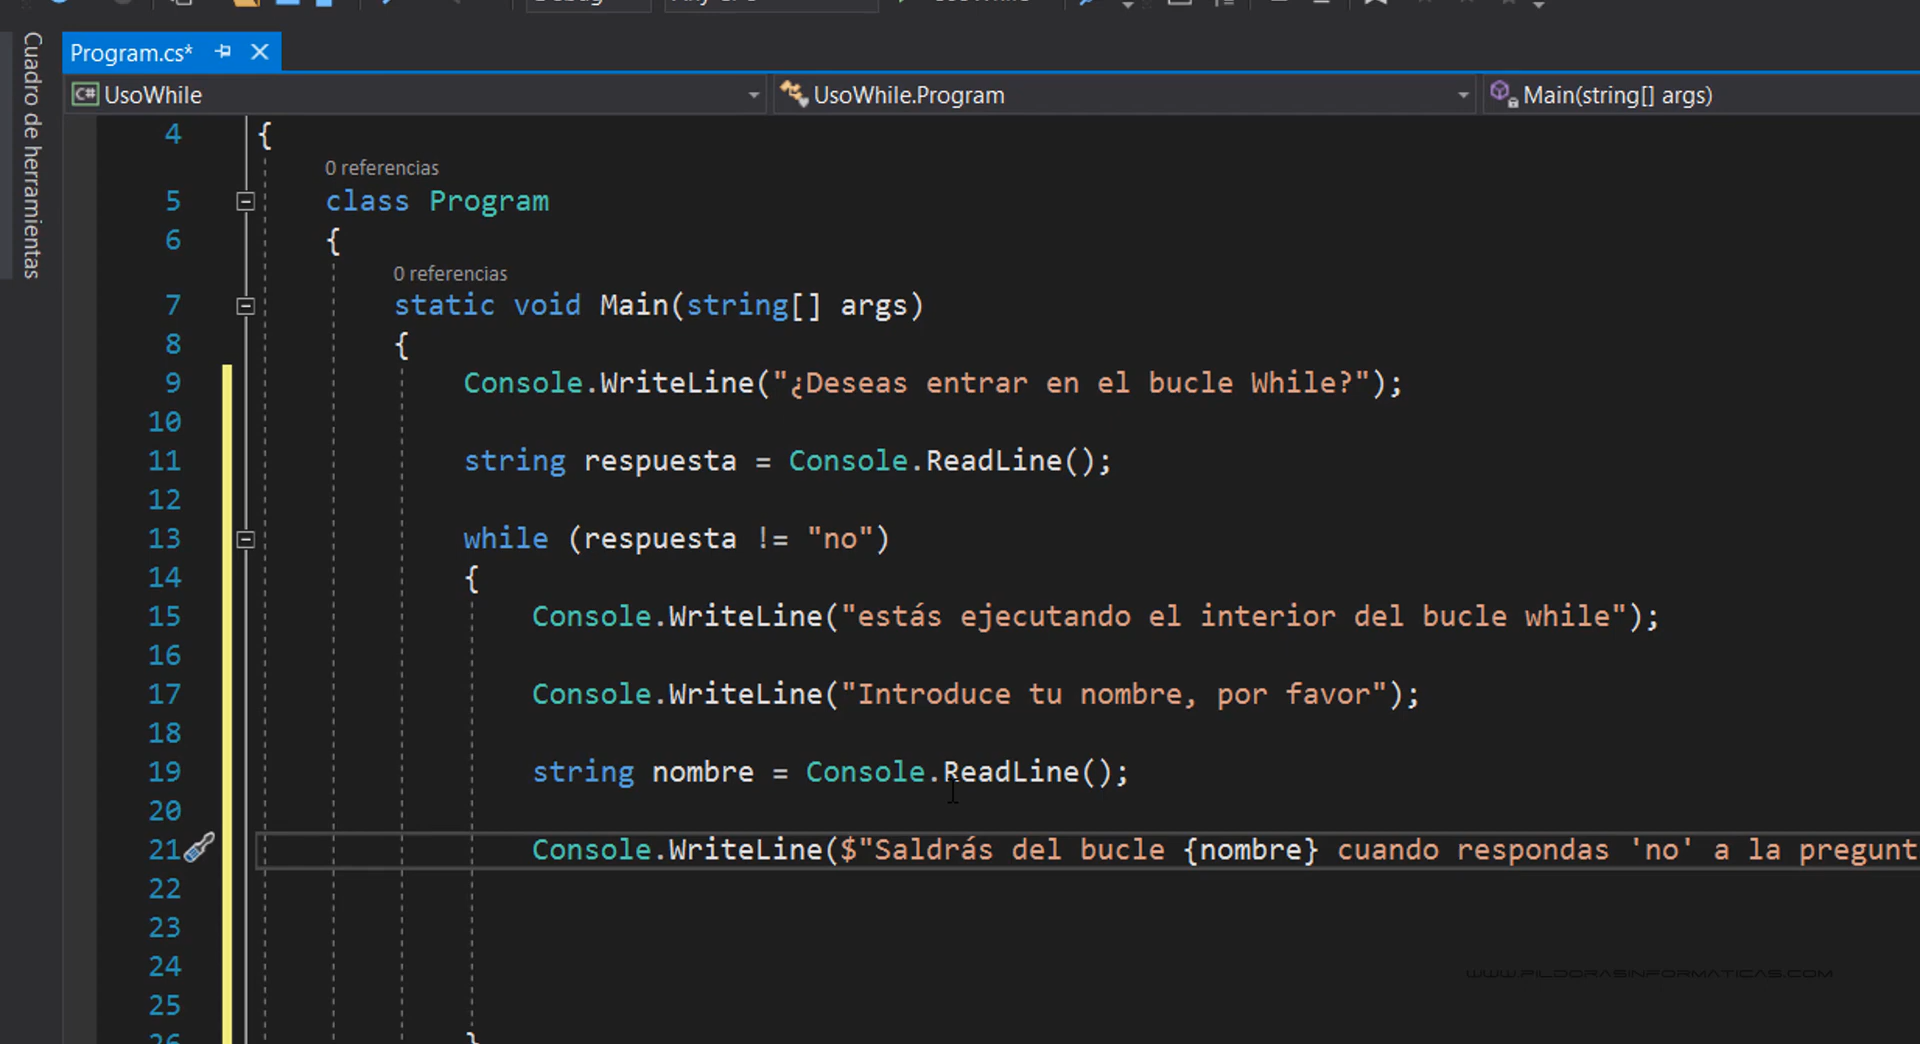 Cuadro de herramientas
Program.cs*
UsoWhile
UsoWhile.Program
Main(string[] args)
4 {
0 referencias
5 class Program
6 {
0 referencias
7 static void Main(string[] args)
8 {
9 Console.WriteLine("¿Deseas entrar en el bucle While?");
10
11 string respuesta = Console.ReadLine();
12
13 while (respuesta != "no")
14 {
15 Console.WriteLine("estás ejecutando el interior del bucle while");
16
17 Console.WriteLine("Introduce tu nombre, por favor");
18
19 string nombre = Console.ReadLine();
20
21 Console.WriteLine($"Saldrás del bucle {nombre} cuando respondas 'no' a la pregunt
22
23
24
25
26 }
WWW.PILDORASINFORMATICAS.COM